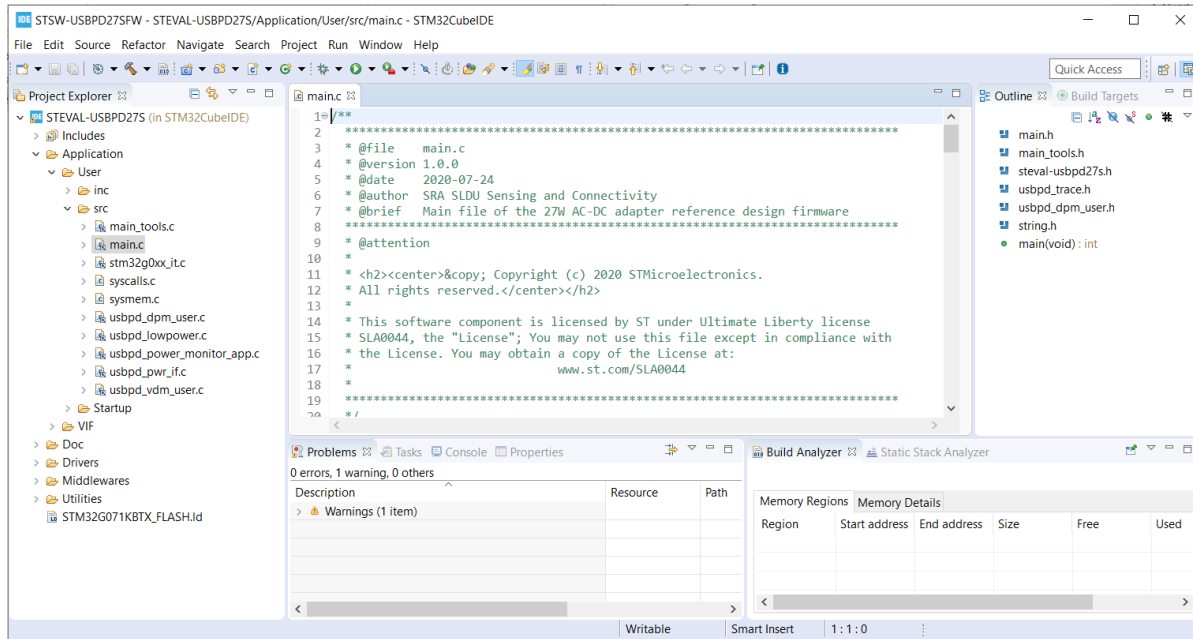 STSW-USBPD27SFW - STEVAL-USBPD27S/Application/User/src/main.c - STM32CubeIDE
File Edit Source Refactor Navigate Search Project Run Window Help
Quick Access
Project Explorer
STEVAL-USBPD27S (in STM32CubeIDE)
Includes
Application
User
inc
src
main_tools.c
main.c
stm32g0xx_it.c
syscalls.c
sysmem.c
usbpd_dpm_user.c
usbpd_lowpower.c
usbpd_power_monitor_app.c
usbpd_pwr_if.c
usbpd_vdm_user.c
Startup
VIF
Doc
Drivers
Middlewares
Utilities
STM32G071KBTX_FLASH.ld
main.c
1 /**
2 ******************************************************************************
3 * @file main.c
4 * @version 1.0.0
5 * @date 2020-07-24
6 * @author SRA SLDU Sensing and Connectivity
7 * @brief Main file of the 27W AC-DC adapter reference design firmware
8 ******************************************************************************
9 * @attention
10 *
11 * <h2><center>&copy; Copyright (c) 2020 STMicroelectronics.
12 * All rights reserved.</center></h2>
13 *
14 * This software component is licensed by ST under Ultimate Liberty license
15 * SLA0044, the "License"; You may not use this file except in compliance with
16 * the License. You may obtain a copy of the License at:
17 * www.st.com/SLA0044
18 *
19 ******************************************************************************
20 */
Outline Build Targets
main.h
main_tools.h
steval-usbpd27s.h
usbpd_trace.h
usbpd_dpm_user.h
string.h
main(void) : int
Problems Tasks Console Properties
0 errors, 1 warning, 0 others
Description Resource Path
Warnings (1 item)
Build Analyzer Static Stack Analyzer
Memory Regions Memory Details
Region Start address End address Size Free Used
Writable Smart Insert 1 : 1 : 0